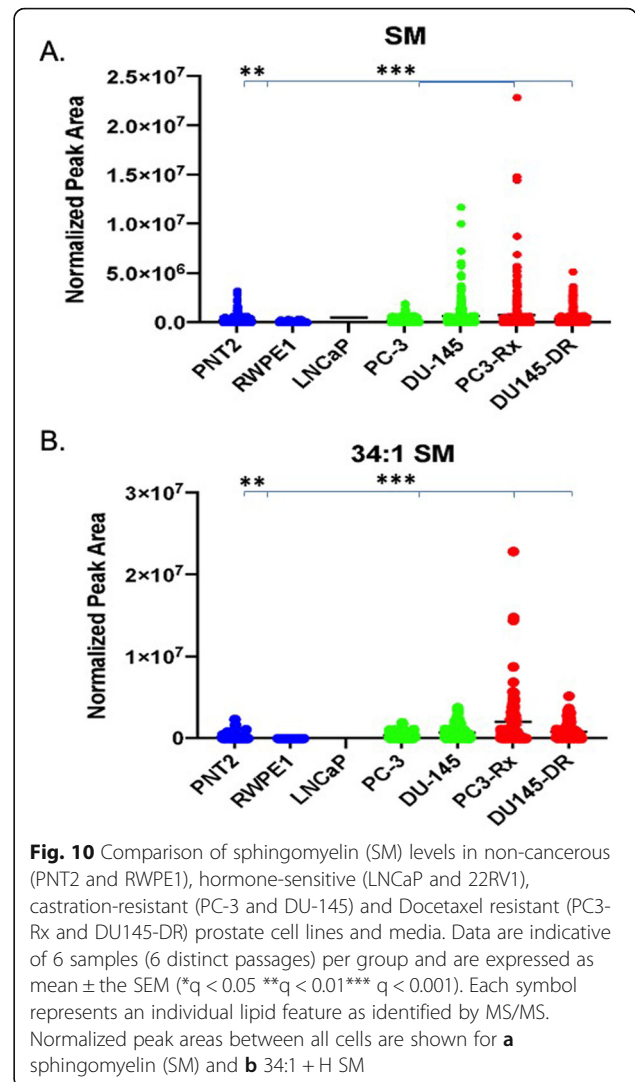 A.
SM
** ***
2.5×10⁷
2.0×10⁷
1.5×10⁷
1.0×10⁷
5.0×10⁶
0.0
Normalized Peak Area
PNT2
RWPE1
LNCaP
PC-3
DU-145
PC3-Rx
DU145-DR
B.
34:1 SM
** ***
3×10⁷
2×10⁷
1×10⁷
0
Normalized Peak Area
PNT2
RWPE1
LNCaP
PC-3
DU-145
PC3-Rx
DU145-DR
Fig. 10 Comparison of sphingomyelin (SM) levels in non-cancerous
(PNT2 and RWPE1), hormone-sensitive (LNCaP and 22RV1),
castration-resistant (PC-3 and DU-145) and Docetaxel resistant (PC3-
Rx and DU145-DR) prostate cell lines and media. Data are indicative
of 6 samples (6 distinct passages) per group and are expressed as
mean ± the SEM (*q < 0.05 **q < 0.01*** q < 0.001). Each symbol
represents an individual lipid feature as identified by MS/MS.
Normalized peak areas between all cells are shown for a
sphingomyelin (SM) and b 34:1 + H SM